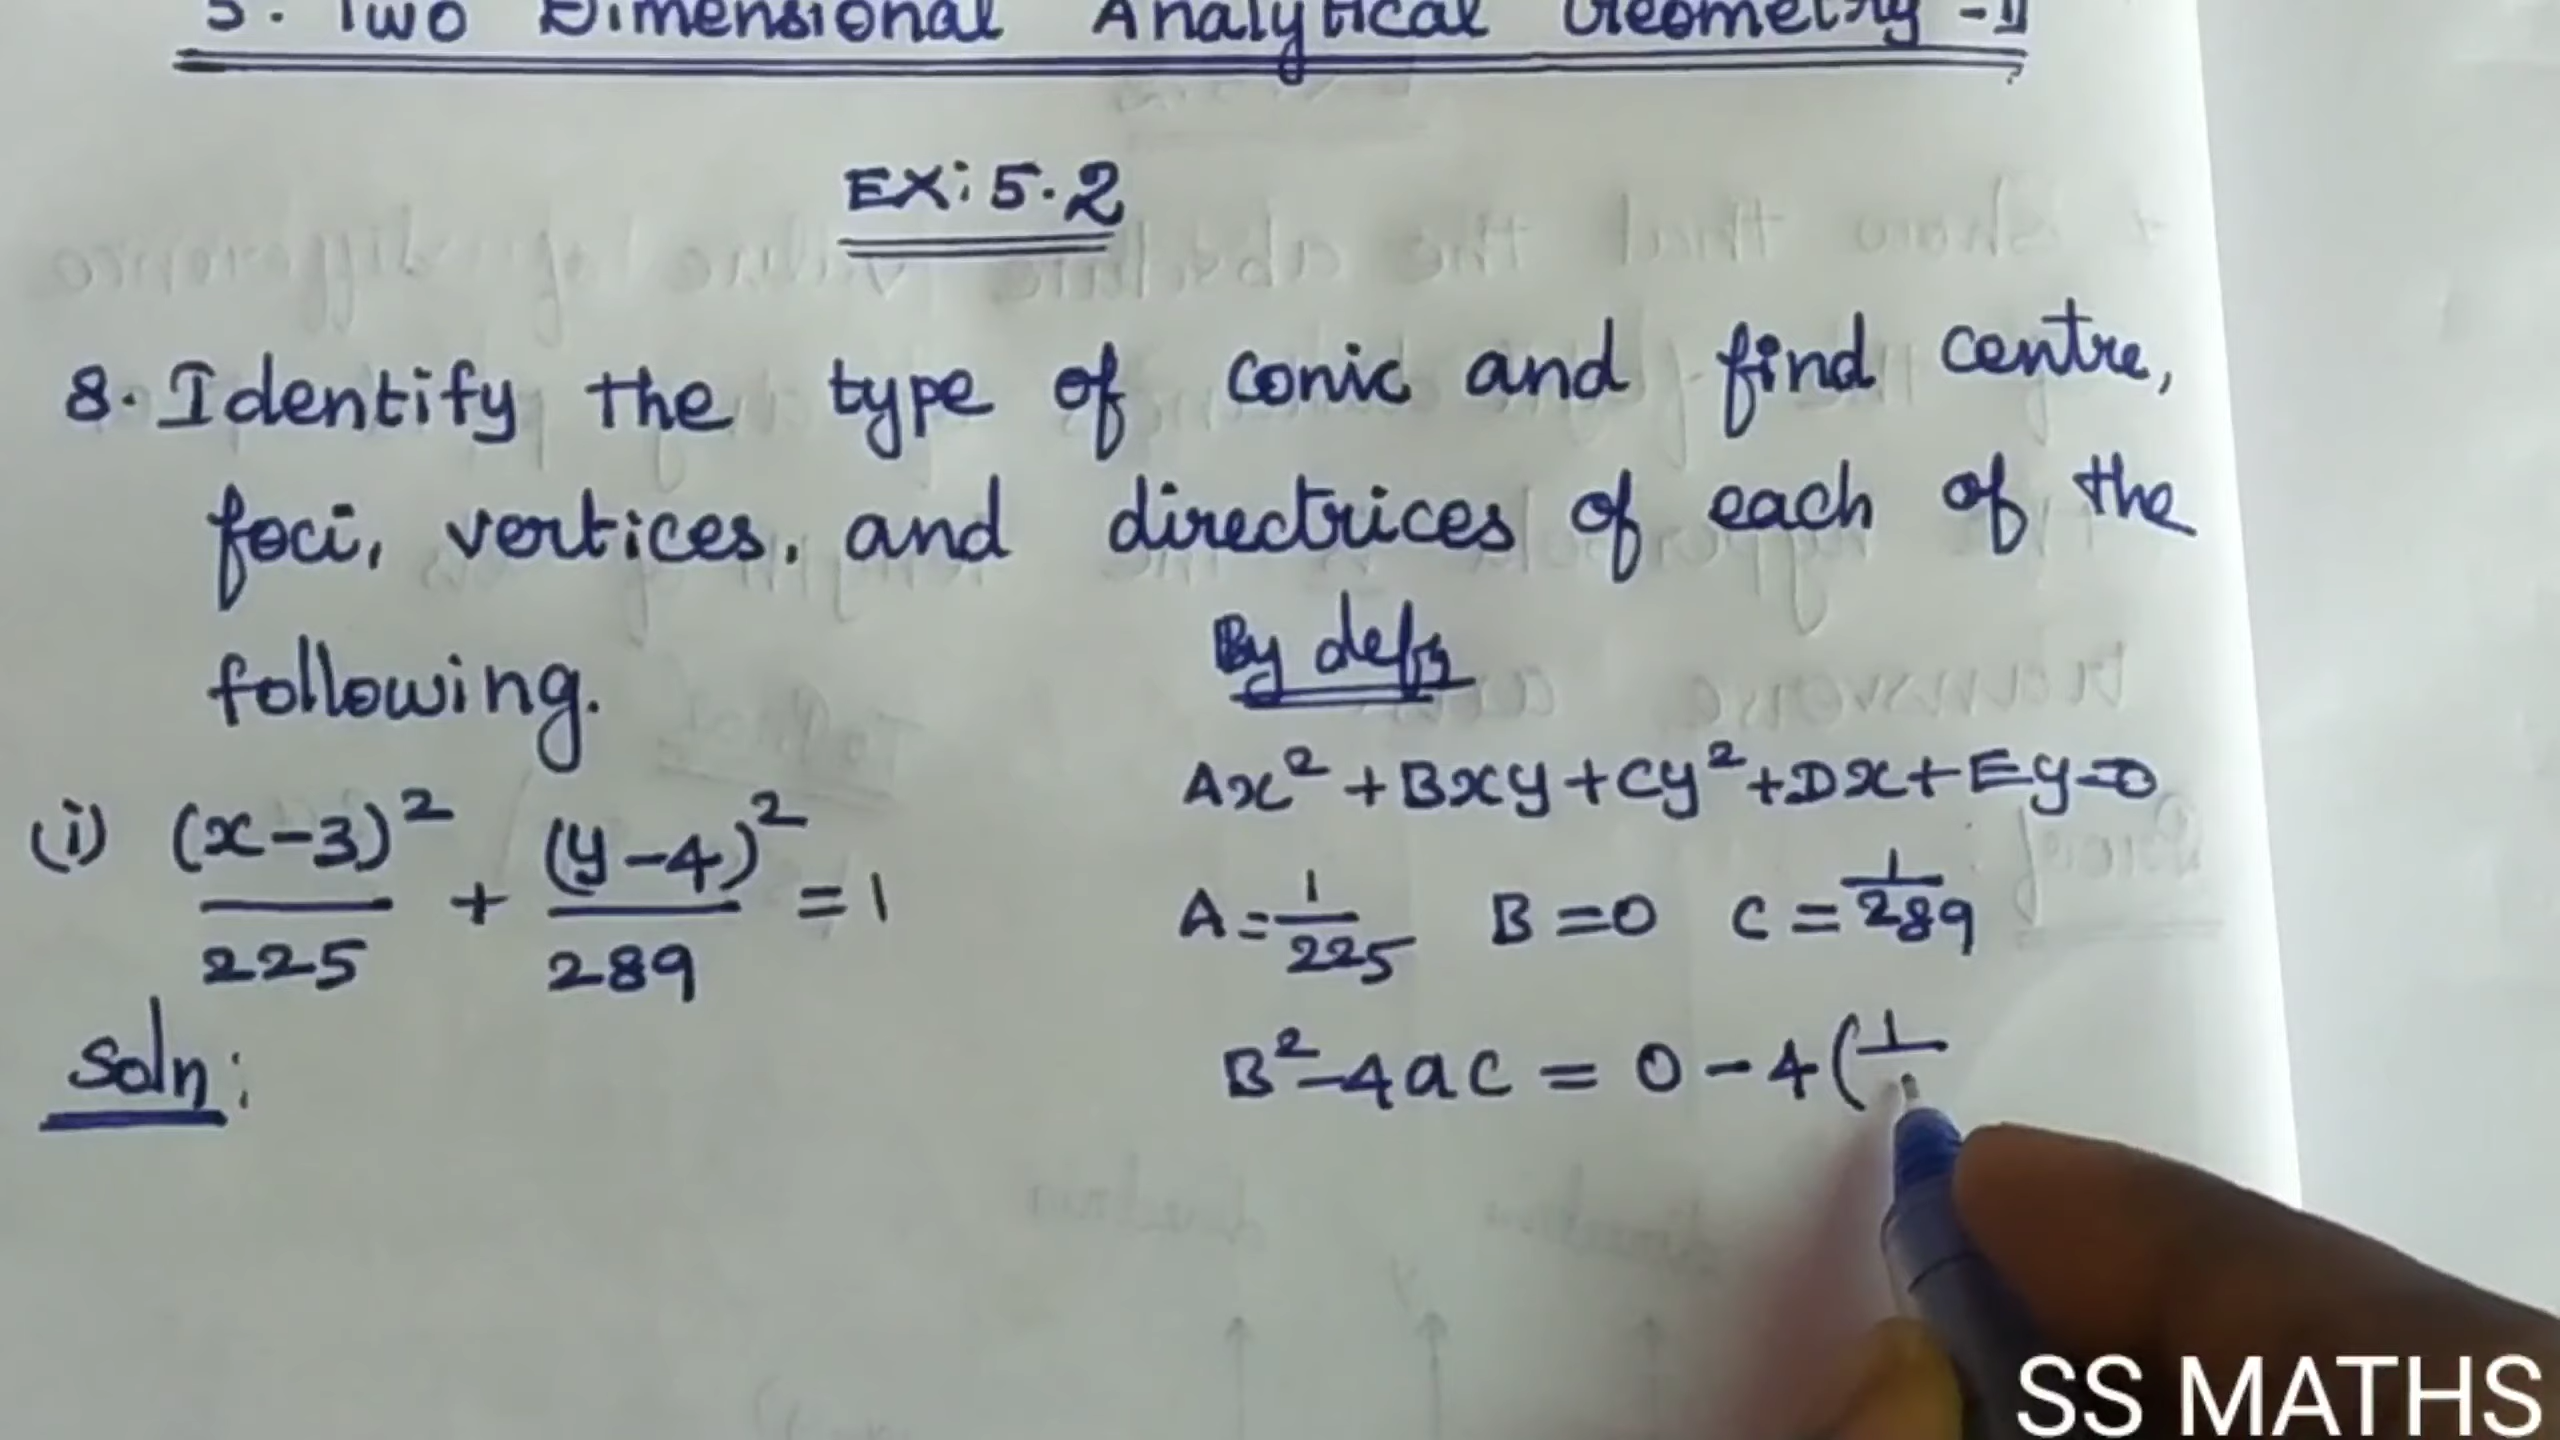 5. Two Dimensional Analytical Geometry -II
EX: 5.2
8. Identify the type of conic and find centre,
foci, vertices, and directrices of each of the
following.
(i) (x-3)²/225 + (y-4)²/289 = 1
Soln:
By defn
Ax² + Bxy + Cy² + Dx + Ey = 0
A = 1/225 B = 0 C = 1/289
B² - 4ac = 0 - 4(1/
SS MATHS